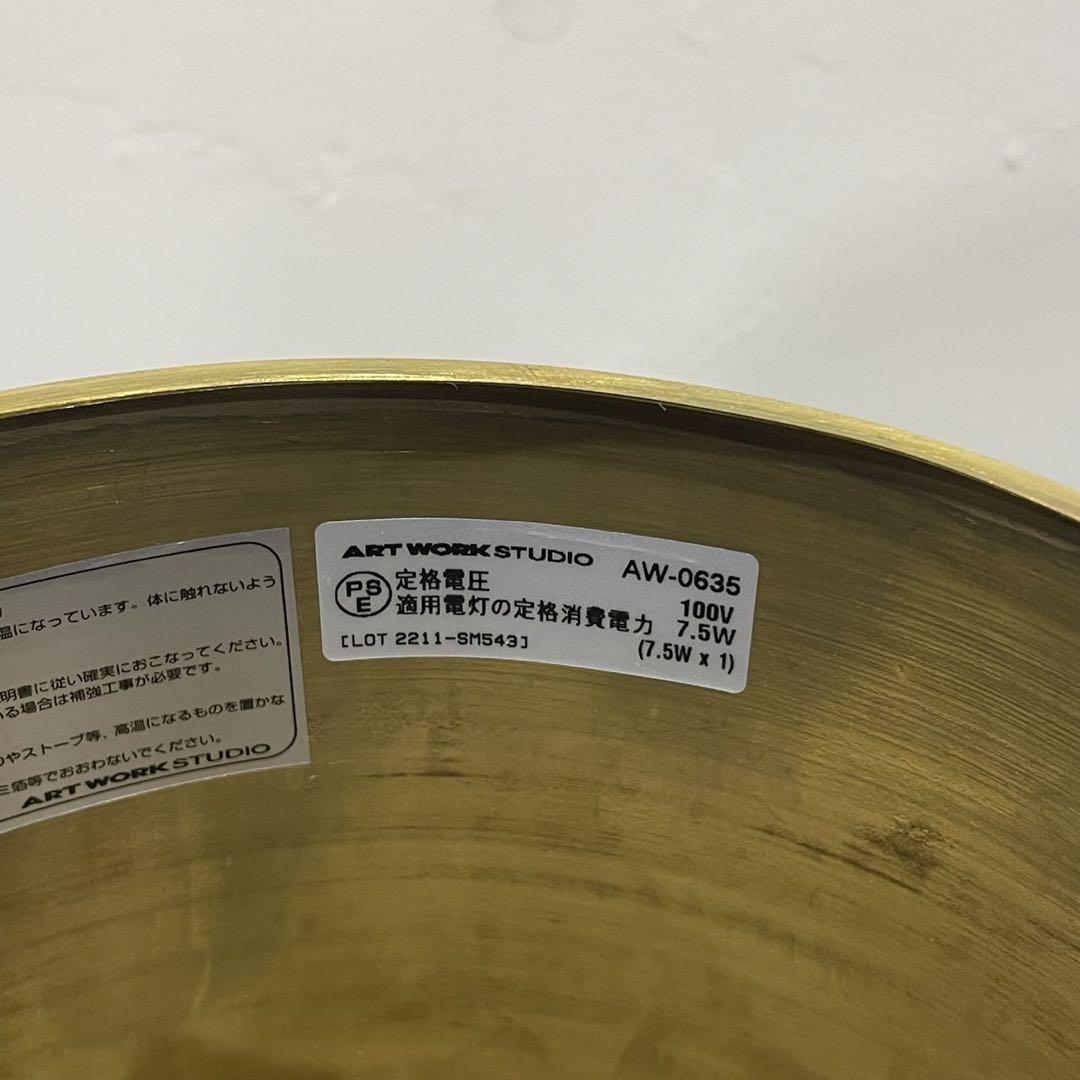 温になっています。体に触れないよう
明書に従い確実におこなってください。
いる場合は補強工事が必要です。
やストーブ等、高温になるものを置かな
等でおおわないでください。
ART WORK STUDIO
ART WORK STUDIO AW-0635
PSE 定格電圧 100V
適用電灯の定格消費電力 7.5W
[LOT 2211-SM543] (7.5W x 1)